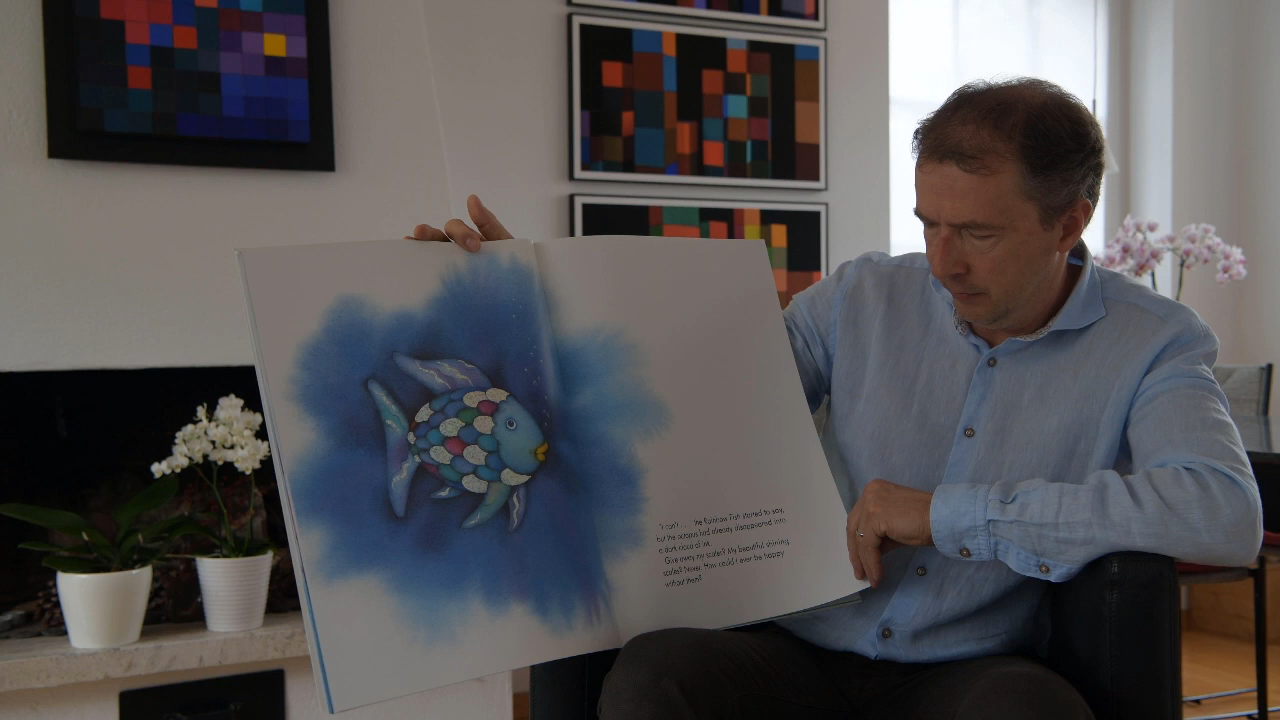 "I can't . . . " the Rainbow Fish started to say,
but the octopus had already disappeared into
a dark cloud of ink.
Give away my scales? My beautiful shining
scales? Never. How could I ever be happy
without them?